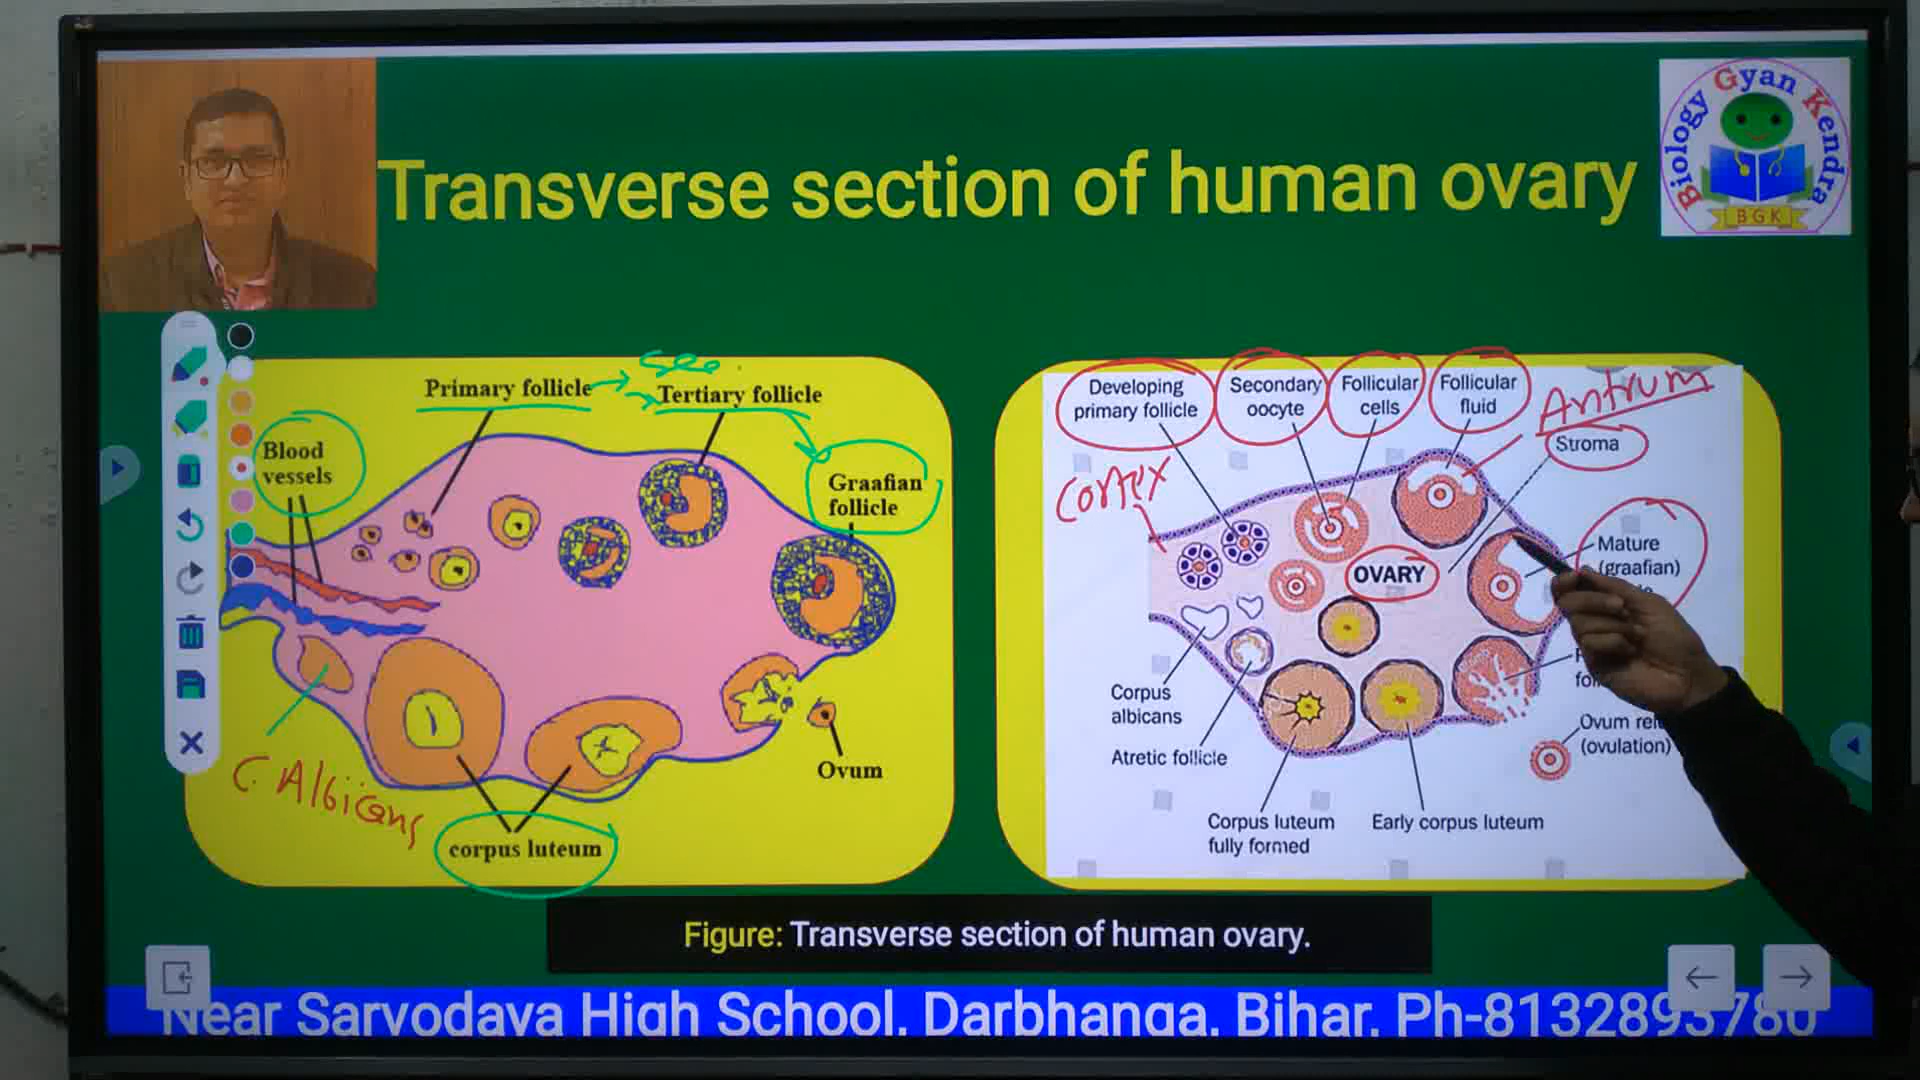 Transverse section of human ovary
Biology Gyan Kendra
BGK
See
Primary follicle
Tertiary follicle
Blood
vessels
Graafian
follicle
Ovum
C. Albicans
corpus luteum
Developing
primary follicle
Secondary
oocyte
Follicular
cells
Follicular
fluid
Antrum
Stroma
Cortex
OVARY
Mature
(graafian)
Corpus
albicans
Atretic follicle
Ovum
(ovulation)
Corpus luteum
fully formed
Early corpus luteum
Figure: Transverse section of human ovary.
Near Sarvodaya High School, Darbhanga, Bihar, Ph-8132893780